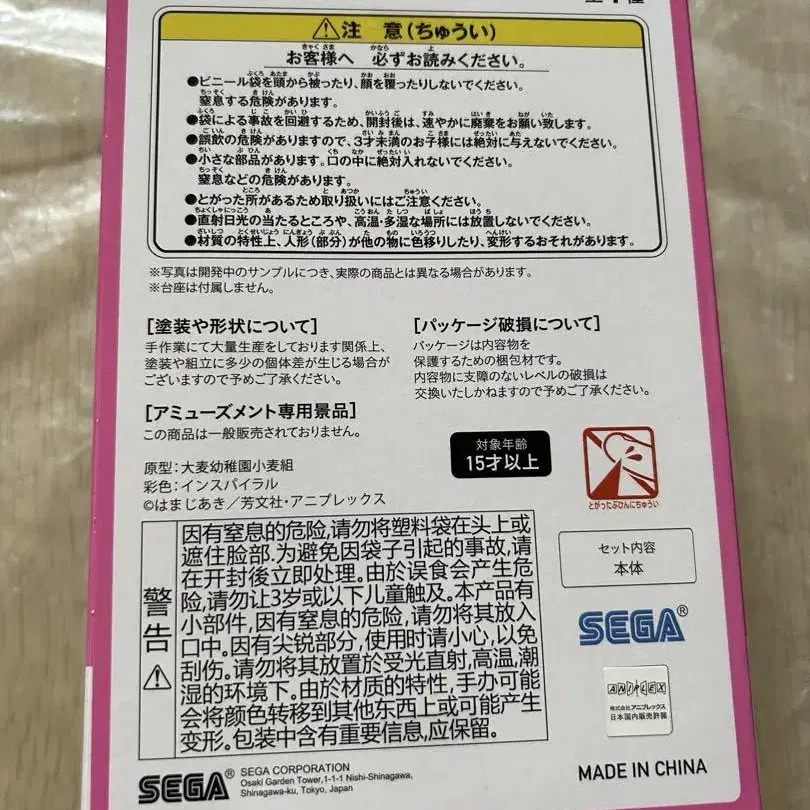 注 意(ちゅうい)
お客様へ 必ずお読みください。
●ビニール袋を頭から被ったり、顔を覆ったりしないでください。
窒息する危険があります。
●袋による事故を回避するため、開封後は、速やかに廃棄をお願い致します。
●誤飲の危険がありますので、3才未満のお子様には絶対に与えないでください。
●小さな部品があります。口の中に絶対入れないでください。
窒息などの危険があります。
●とがった所があるため取り扱いにはご注意ください。
●直射日光の当たるところや、高温・多湿な場所には放置しないでください。
●材質の特性上、人形(部分)が他の物に色移りしたり、変形するおそれがあります。
※写真は開発中のサンプルにつき、実際の商品とは異なる場合があります。
※台座は付属しません。
[塗装や形状について]
手作業にて大量生産をしております関係上、
塗装や組立に多少の個体差が生じる場合が
ございますので予めご了承ください。
[パッケージ破損について]
パッケージは内容物を
保護するための梱包材です。
内容物に支障のないレベルの破損は
交換いたしかねますので予めご了承ください。
[アミューズメント専用景品]
この商品は一般販売されておりません。
対象年齢
15才以上
とがったぶひんにちゅうい
原型:大麦幼稚園小麦組
彩色:インスパイラル
©はまじあき/芳文社・アニプレックス
警告
因有窒息的危险,请勿将塑料袋在头上或
遮住脸部.为避免因袋子引起的事故,请
在开封後立即处理。由於误食会产生危
险,请勿让3岁或以下儿童触及。本产品有
小部件,因有窒息的危险,请勿将其放入
口中。因有尖锐部分,使用时请小心,以免
刮伤。请勿将其放置於受光直射,高温,潮
湿的环境下。由於材质的特性,手办可能
会将颜色转移到其他东西上或可能产生
变形。包装中含有重要信息,应保留。
セット内容
本体
SEGA®
ANIPLEX
株式会社アニプレックス
日本国内販売許諾
SEGA® SEGA CORPORATION
Osaki Garden Tower,1-1-1 Nishi-Shinagawa,
Shinagawa-ku, Tokyo, Japan
MADE IN CHINA